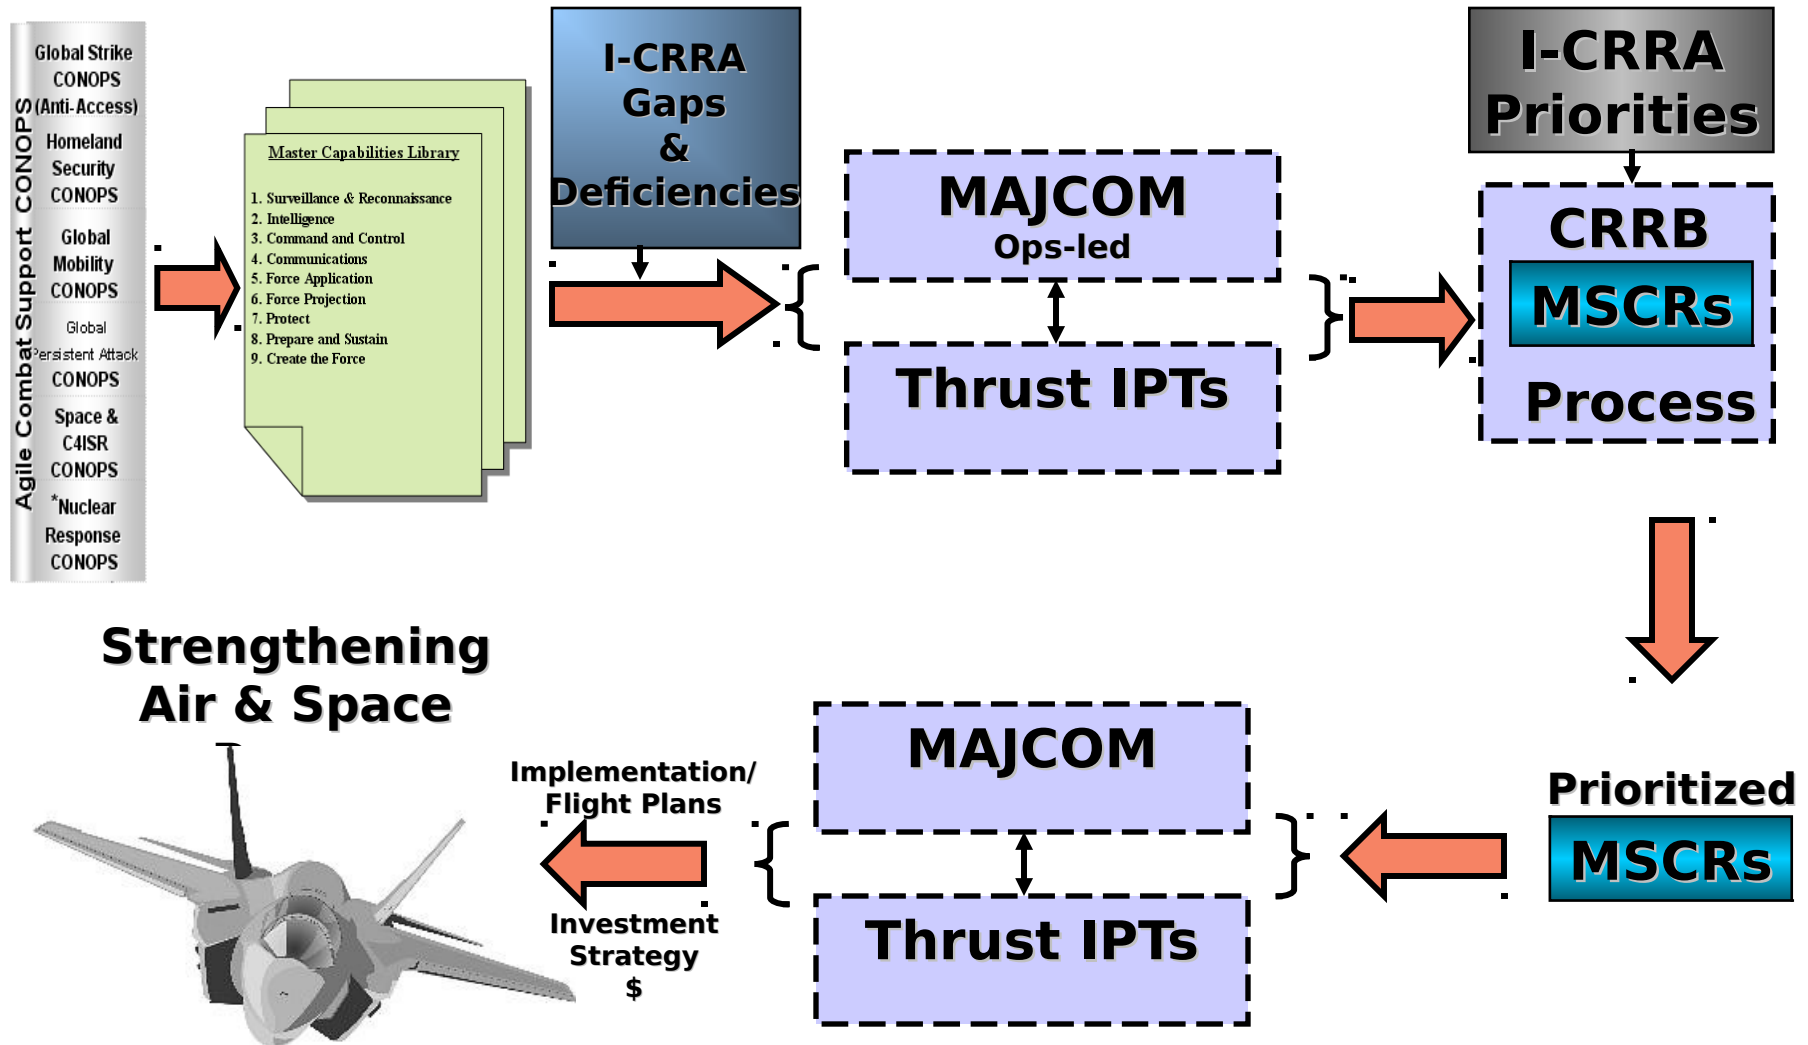 Agile Combat Support CONOPS
Global Strike
CONOPS
(Anti-Access)
Homeland
Security
CONOPS
Global
Mobility
CONOPS
Global
Persistent Attack
CONOPS
Space &
C4ISR
CONOPS
*Nuclear
Response
CONOPS
Master Capabilities Library
1. Surveillance & Reconnaissance
2. Intelligence
3. Command and Control
4. Communications
5. Force Application
6. Force Projection
7. Protect
8. Prepare and Sustain
9. Create the Force
I-CRRA
Gaps
&
Deficiencies
MAJCOM
Ops-led
Thrust IPTs
I-CRRA
Priorities
CRRB
MSCRs
Process
Prioritized
MSCRs
MAJCOM
Thrust IPTs
Implementation/
Flight Plans
Investment
Strategy
$
Strengthening
Air & Space